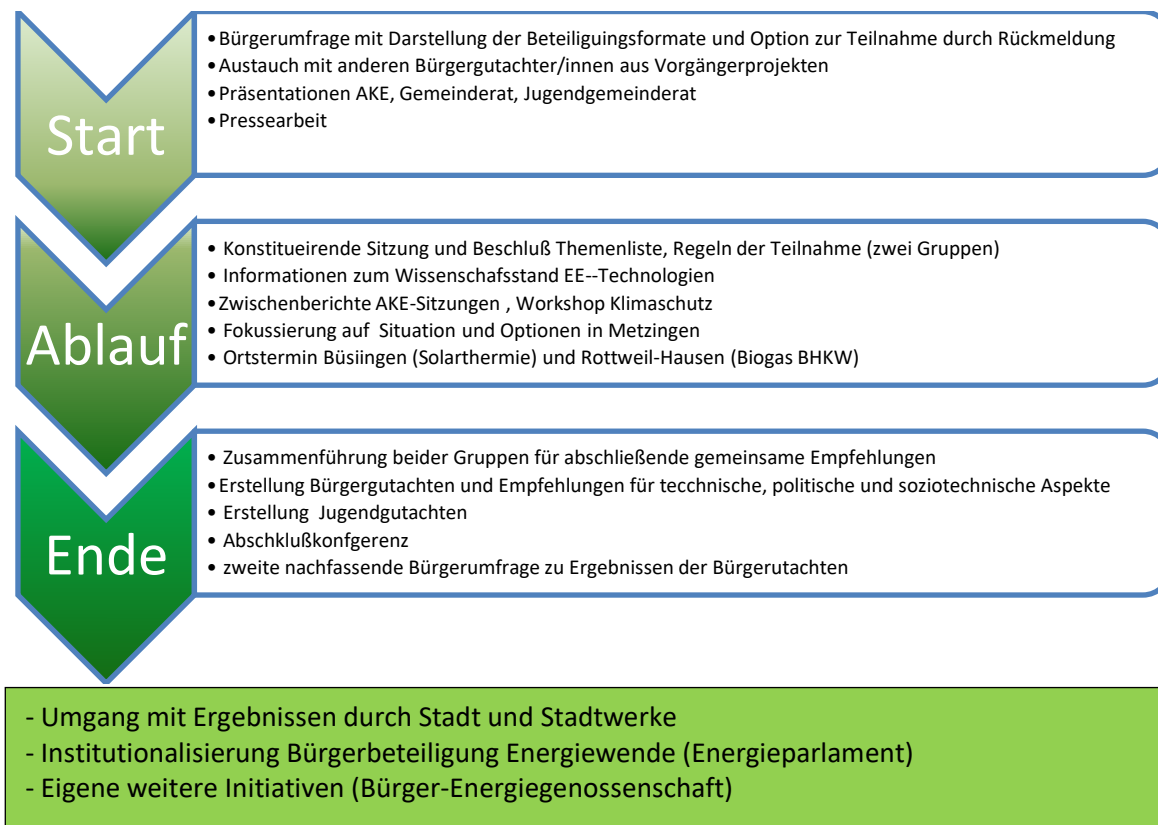 Start
•Bürgerumfrage mit Darstellung der Beteiliguingsformate und Option zur Teilnahme durch Rückmeldung
•Austauch mit anderen Bürgergutachter/innen aus Vorgängerprojekten
•Präsentationen AKE, Gemeinderat, Jugendgemeinderat
•Pressearbeit
Ablauf
• Konstitueirende Sitzung und Beschluß Themenliste, Regeln der Teilnahme (zwei Gruppen)
• Informationen zum Wissenschafsstand EE--Technologien
•Zwischenberichte AKE-Sitzungen , Workshop Klimaschutz
• Fokussierung auf Situation und Optionen in Metzingen
• Ortstermin Büsiingen (Solarthermie) und Rottweil-Hausen (Biogas BHKW)
Ende
• Zusammenführung beider Gruppen für abschließende gemeinsame Empfehlungen
•Erstellung Bürgergutachten und Empfehlungen für tecchnische, politische und soziotechnische Aspekte
• Erstellung Jugendgutachten
• Abschklußkonfgerenz
• zweite nachfassende Bürgerumfrage zu Ergebnissen der Bürgerutachten
- Umgang mit Ergebnissen durch Stadt und Stadtwerke
- Institutionalisierung Bürgerbeteiligung Energiewende (Energieparlament)
- Eigene weitere Initiativen (Bürger-Energiegenossenschaft)